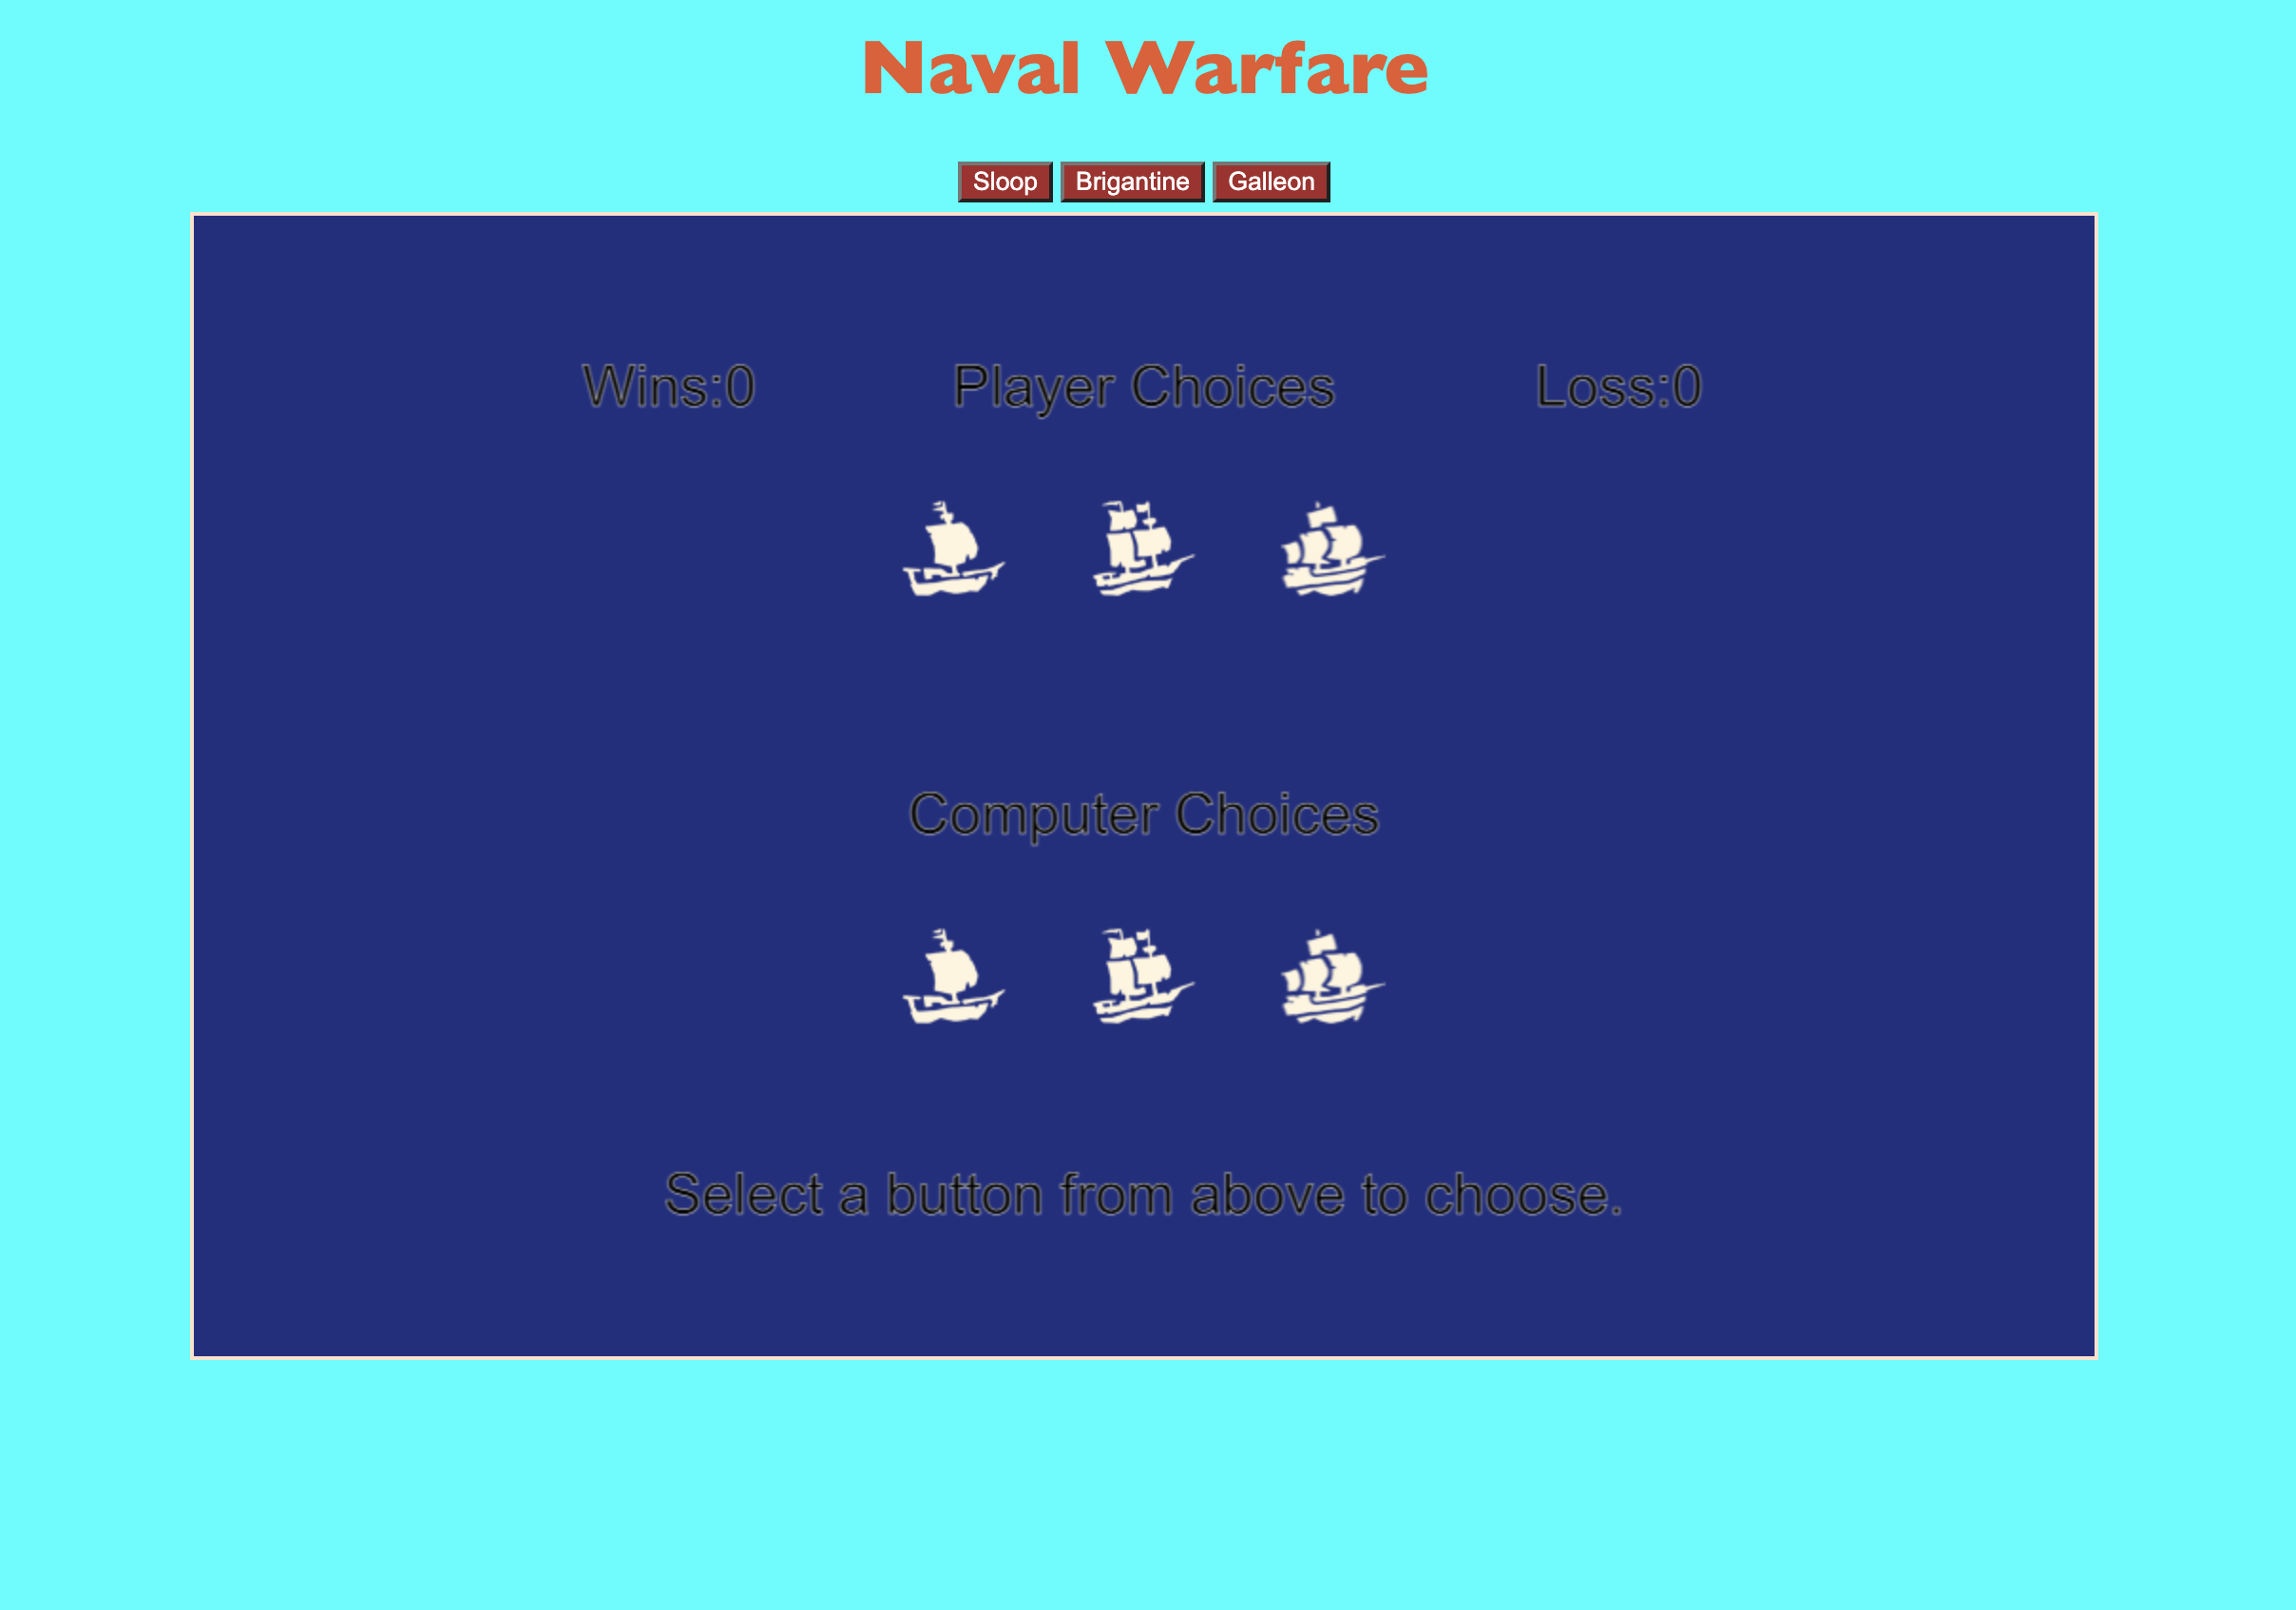 Naval Warfare
Sloop Brigantine Galleon
Wins:0 Player Choices Loss:0
Computer Choices
Select a button from above to choose.